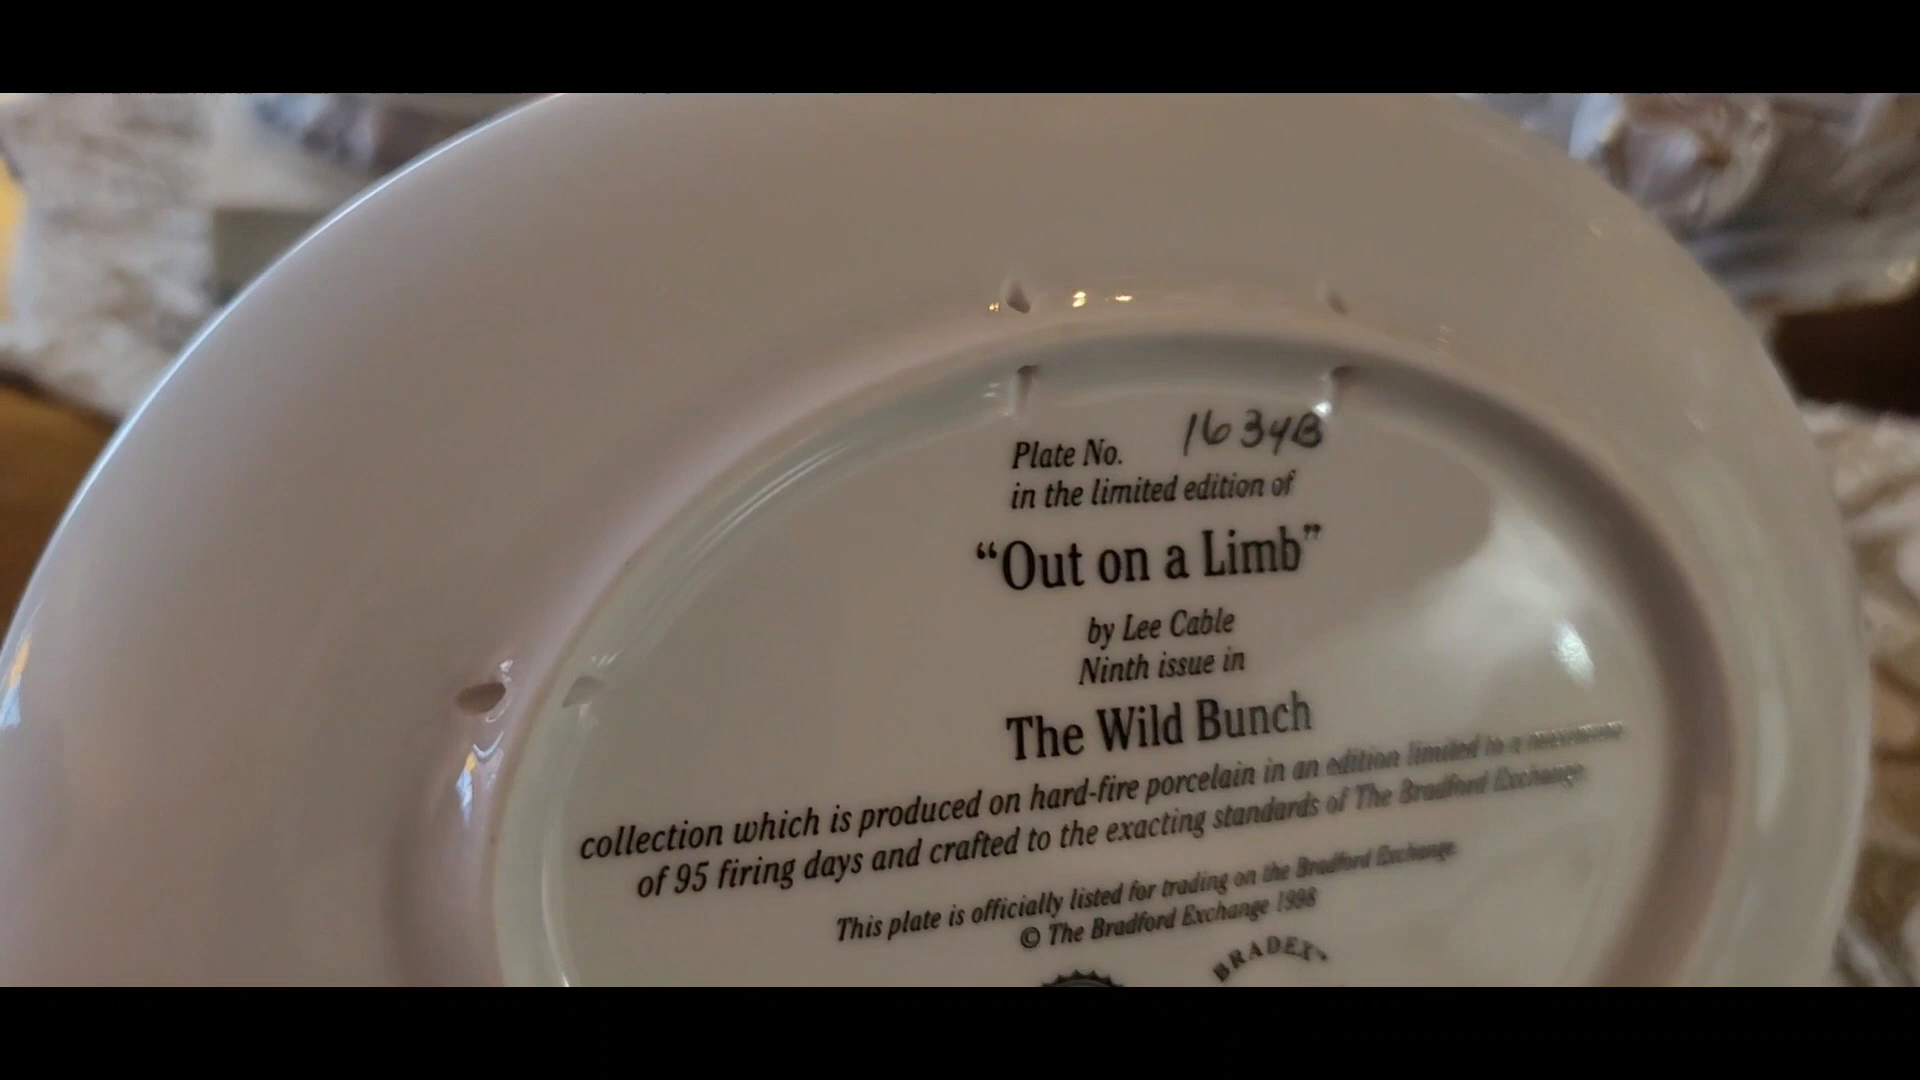 Plate No. 1634B
in the limited edition of
“Out on a Limb”
by Lee Cable
Ninth issue in
The Wild Bunch
collection which is produced on hard-fire porcelain in an edition limited to a maximum
of 95 firing days and crafted to the exacting standards of The Bradford Exchange.
This plate is officially listed for trading on the Bradford Exchange.
© The Bradford Exchange 1998
BRADEX™